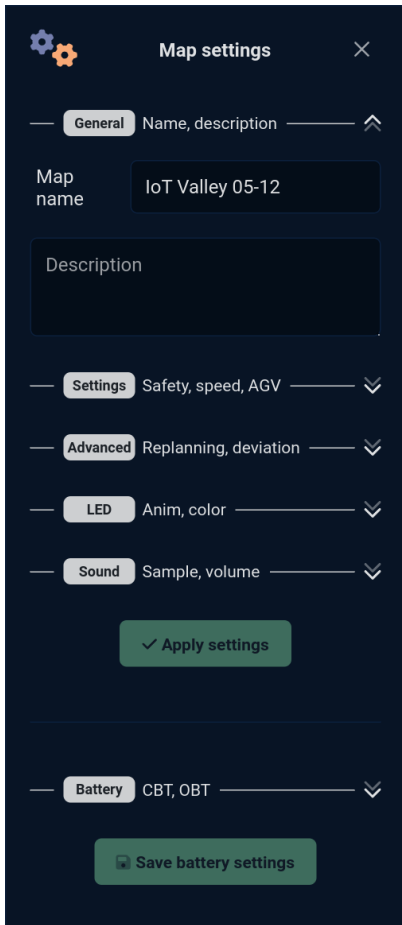 Map settings
General Name, description
Map
name
IoT Valley 05-12
Description
Settings Safety, speed, AGV
Advanced Replanning, deviation
LED Anim, color
Sound Sample, volume
Apply settings
Battery CBT, OBT
Save battery settings